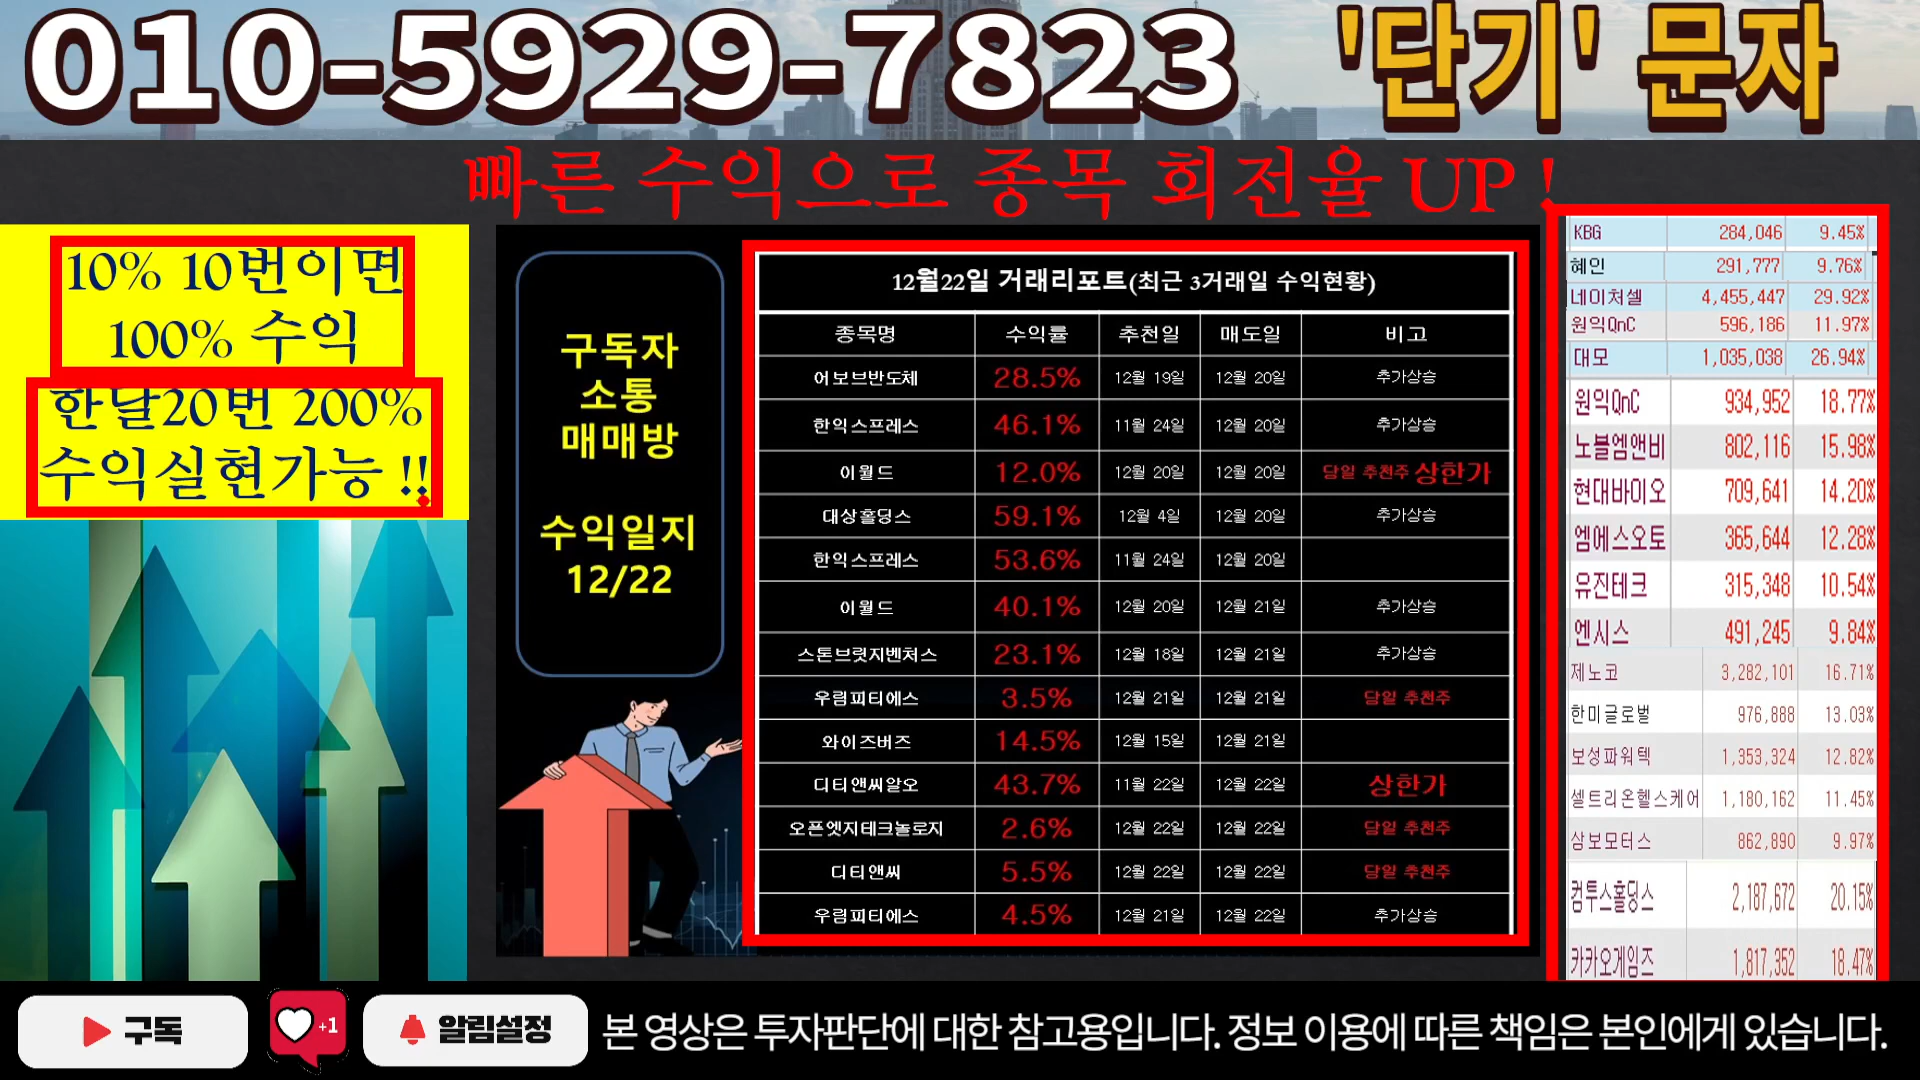 010-5929-7823 '단기' 문자
빠른 수익으로 종목 회전율 UP !
10% 10번이면
100% 수익
한달20번 200%
수익실현가능 !!
구독자
소통
매매방
수익일지
12/22
12월22일 거래리포트(최근 3거래일 수익현황)
종목명 수익률 추천일 매도일 비고
어보브반도체 28.5% 12월 19일 12월 20일 추가상승
한익스프레스 46.1% 11월 24일 12월 20일 추가상승
이월드 12.0% 12월 20일 12월 20일 당일 추천주 상한가
대상홀딩스 59.1% 12월 4일 12월 20일 추가상승
한익스프레스 53.6% 11월 24일 12월 20일
이월드 40.1% 12월 20일 12월 21일 추가상승
스톤브릿지벤처스 23.1% 12월 18일 12월 21일 추가상승
우림피티에스 3.5% 12월 21일 12월 21일 당일 추천주
와이즈버즈 14.5% 12월 15일 12월 21일
디티앤씨알오 43.7% 11월 22일 12월 22일 상한가
오픈엣지테크놀로지 2.6% 12월 22일 12월 22일 당일 추천주
디티앤씨 5.5% 12월 22일 12월 22일 당일 추천주
우림피티에스 4.5% 12월 21일 12월 22일 추가상승
KBG 284,046 9.45%
혜인 291,777 9.76%
네이처셀 4,455,447 29.92%
원익QnC 596,186 11.97%
대모 1,035,038 26.94%
원익QnC 934,952 18.77%
노블엠앤비 802,116 15.98%
현대바이오 709,641 14.20%
엠에스오토 365,644 12.28%
유진테크 315,348 10.54%
엔시스 491,245 9.84%
제노코 3,282,101 16.71%
한미글로벌 976,888 13.03%
보성파워텍 1,353,324 12.82%
셀트리온헬스케어 1,180,162 11.45%
상보모터스 862,890 9.97%
컴투스홀딩스 2,187,672 20.15%
카카오게임즈 1,817,352 18.47%
구독 +1 알림설정 본 영상은 투자판단에 대한 참고용입니다. 정보 이용에 따른 책임은 본인에게 있습니다.